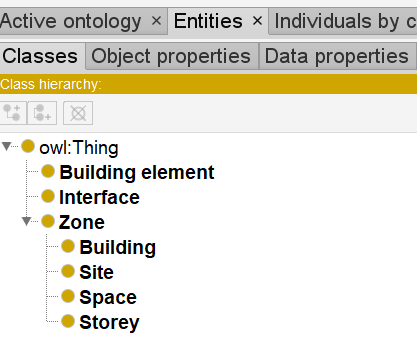 Active ontology × Entities × Individuals by c
Classes Object properties Data properties
Class hierarchy:
owl:Thing
Building element
Interface
Zone
Building
Site
Space
Storey